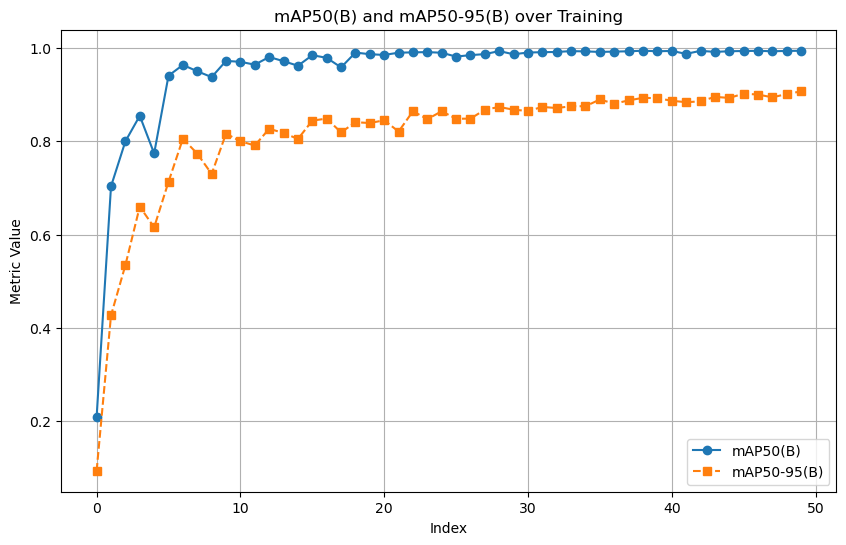 mAP50(B) and mAP50-95(B) over Training
Metric Value
1.0
0.8
0.6
0.4
0.2
0 10 20 30 40 50
Index
mAP50(B)
mAP50-95(B)